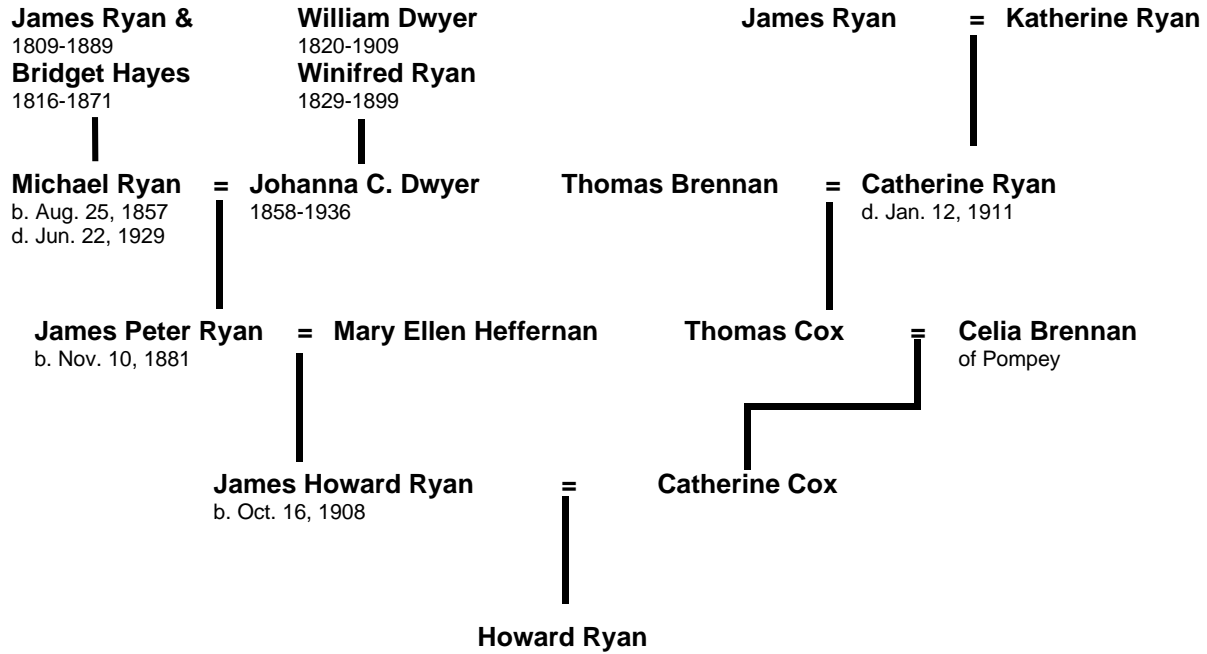 James Ryan & William Dwyer James Ryan = Katherine Ryan
1809-1889 1820-1909
Bridget Hayes Winifred Ryan
1816-1871 1829-1899
Michael Ryan = Johanna C. Dwyer Thomas Brennan = Catherine Ryan
b. Aug. 25, 1857 1858-1936 d. Jan. 12, 1911
d. Jun. 22, 1929
James Peter Ryan = Mary Ellen Heffernan Thomas Cox = Celia Brennan
b. Nov. 10, 1881 of Pompey
James Howard Ryan = Catherine Cox
b. Oct. 16, 1908
Howard Ryan